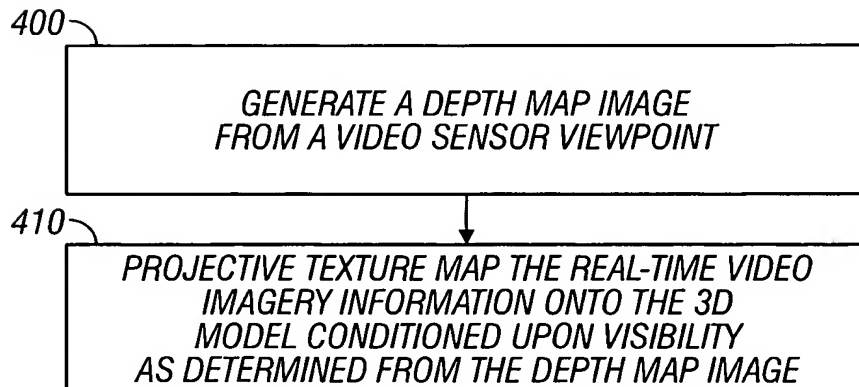 400
GENERATE A DEPTH MAP IMAGE
FROM A VIDEO SENSOR VIEWPOINT
410
PROJECTIVE TEXTURE MAP THE REAL-TIME VIDEO
IMAGERY INFORMATION ONTO THE 3D
MODEL CONDITIONED UPON VISIBILITY
AS DETERMINED FROM THE DEPTH MAP IMAGE